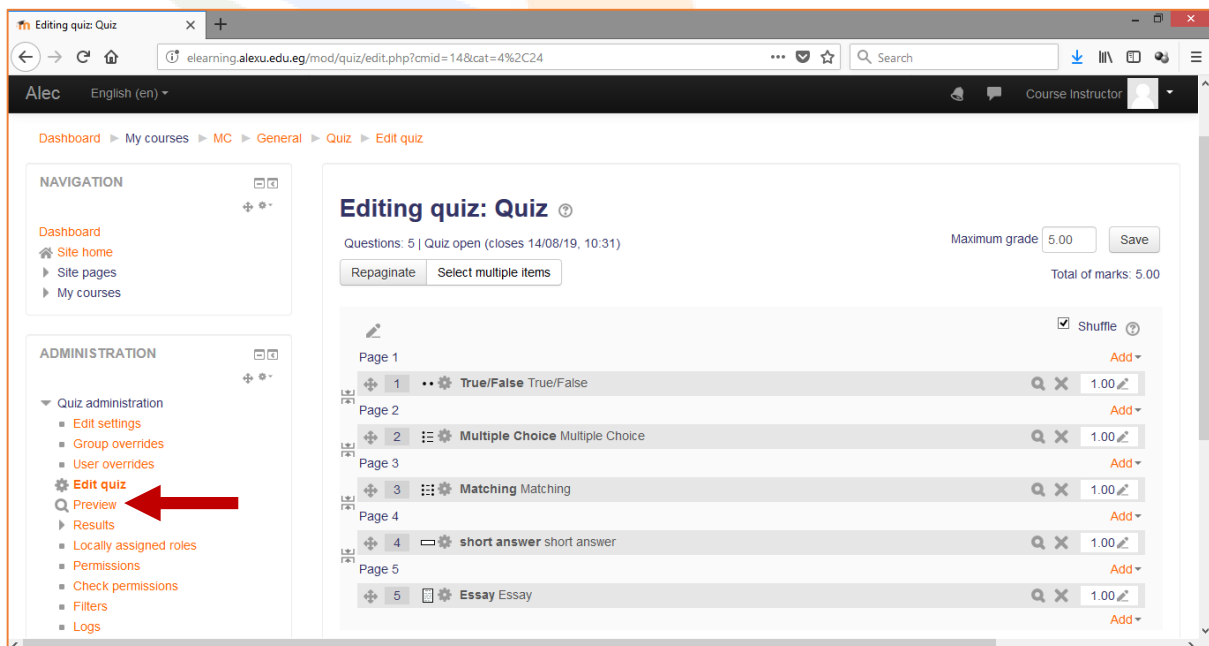 Editing quiz: Quiz
elearning.alexu.edu.eg/mod/quiz/edit.php?cmid=14&cat=4%2C24
Search
Alec English (en)
Course Instructor
Dashboard My courses MC General Quiz Edit quiz
NAVIGATION
Dashboard
Site home
Site pages
My courses
ADMINISTRATION
Quiz administration
Edit settings
Group overrides
User overrides
Edit quiz
Preview
Results
Locally assigned roles
Permissions
Check permissions
Filters
Logs
Editing quiz: Quiz
Questions: 5 | Quiz open (closes 14/08/19, 10:31)
Maximum grade 5.00 Save
Repaginate Select multiple items
Total of marks: 5.00
Shuffle
Page 1 Add
1 True/False True/False 1.00
Page 2 Add
2 Multiple Choice Multiple Choice 1.00
Page 3 Add
3 Matching Matching 1.00
Page 4 Add
4 short answer short answer 1.00
Page 5 Add
5 Essay Essay 1.00
Add